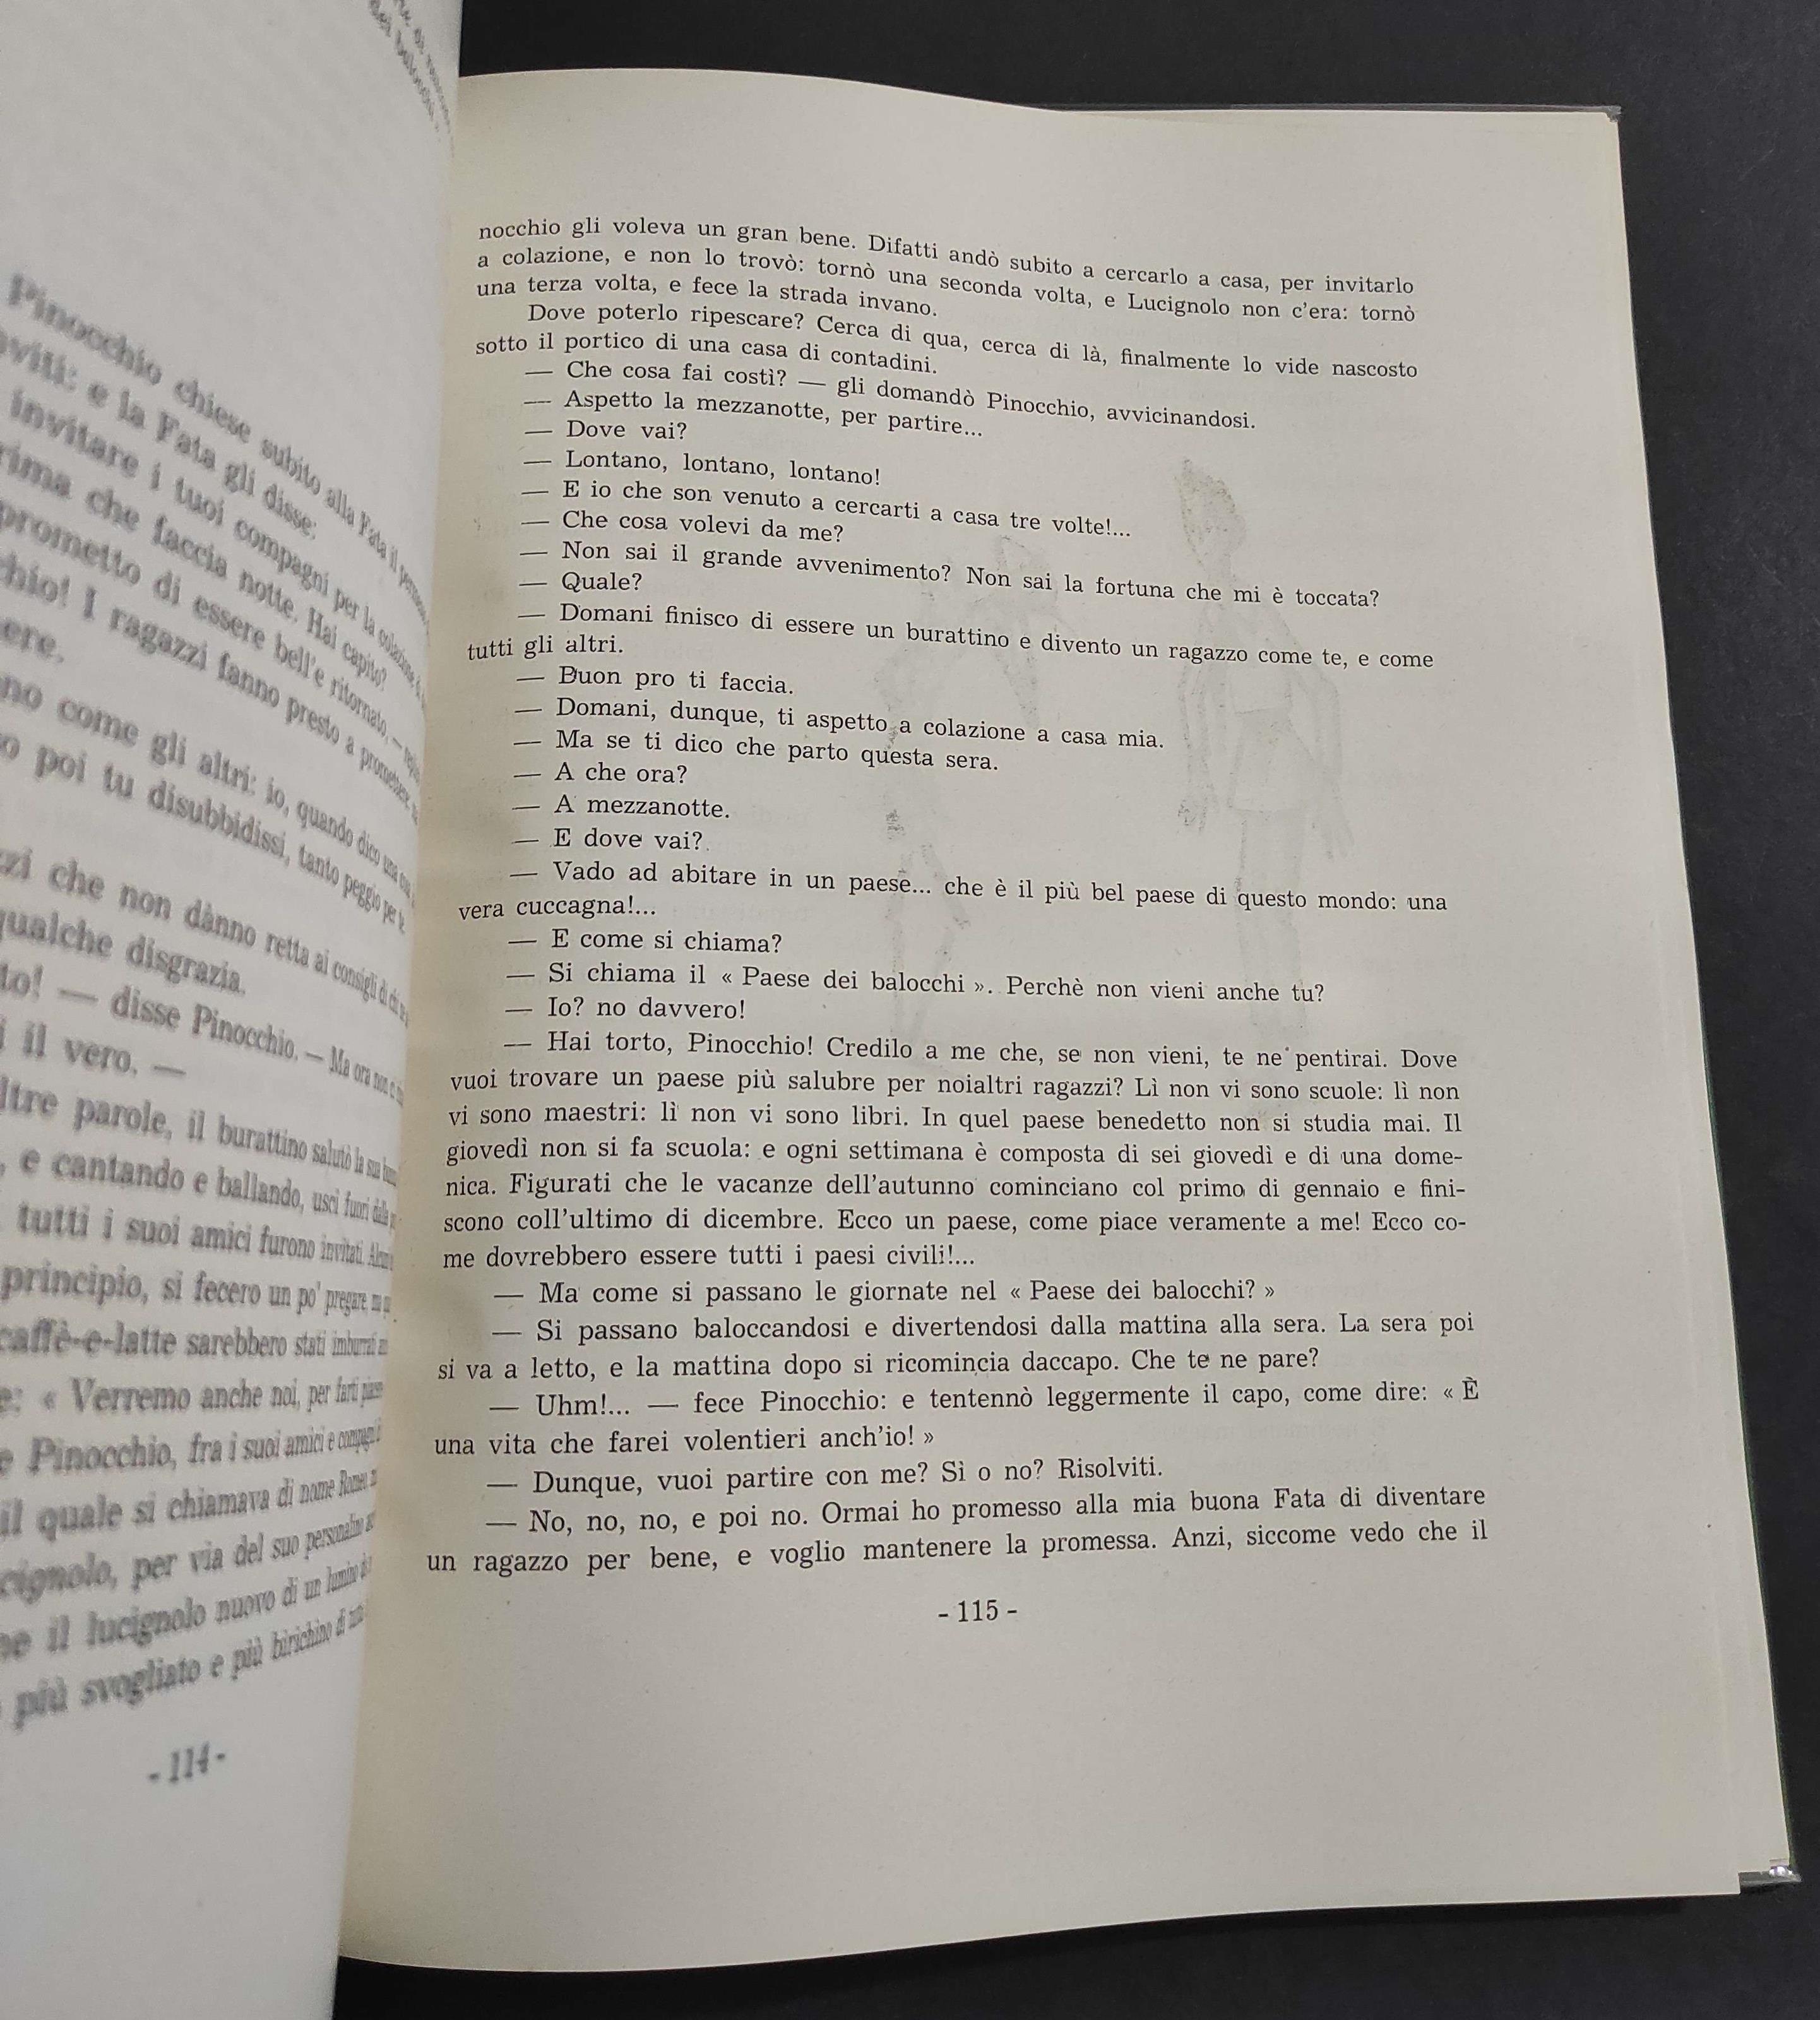 Pinocchio chiese subito alla Fata il
viti: e la Fata gli disse:
invitare i tuoi compagni per la colazione
rima che faccia notte. Hai capito?
prometto di essere bell'e ritornato, —
chio! I ragazzi fanno presto a promettere,
ere.
no come gli altri: io, quando dico una
o poi tu disubbidissi, tanto peggio per te.
zi che non dànno retta ai consigli di chi
qualche disgrazia.
to! — disse Pinocchio. — Ma ora non
i il vero. —
ltre parole, il burattino salutò la sua
, e cantando e ballando, uscì fuori dalla
tutti i suoi amici furono invitati.
principio, si fecero un po' pregare,
caffè-e-latte sarebbero stati imburrati
e: « Verremo anche noi, per farti
e Pinocchio, fra i suoi amici e
il quale si chiamava di nome Romeo
cignolo, per via del suo personalino
e il lucignolo nuovo di un lumino
più svogliato e più birichino di
- 114 -
nocchio gli voleva un gran bene. Difatti andò subito a cercarlo a casa, per invitarlo
a colazione, e non lo trovò: tornò una seconda volta, e Lucignolo non c'era: tornò
una terza volta, e fece la strada invano.
Dove poterlo ripescare? Cerca di qua, cerca di là, finalmente lo vide nascosto
sotto il portico di una casa di contadini.
— Che cosa fai costì? — gli domandò Pinocchio, avvicinandosi.
— Aspetto la mezzanotte, per partire...
— Dove vai?
— Lontano, lontano, lontano!
— E io che son venuto a cercarti a casa tre volte!...
— Che cosa volevi da me?
— Non sai il grande avvenimento? Non sai la fortuna che mi è toccata?
— Quale?
— Domani finisco di essere un burattino e divento un ragazzo come te, e come
tutti gli altri.
— Buon pro ti faccia.
— Domani, dunque, ti aspetto a colazione a casa mia.
— Ma se ti dico che parto questa sera.
— A che ora?
— A mezzanotte.
— E dove vai?
— Vado ad abitare in un paese... che è il più bel paese di questo mondo: una
vera cuccagna!...
— E come si chiama?
— Si chiama il « Paese dei balocchi ». Perchè non vieni anche tu?
— Io? no davvero!
— Hai torto, Pinocchio! Credilo a me che, se non vieni, te ne pentirai. Dove
vuoi trovare un paese più salubre per noialtri ragazzi? Lì non vi sono scuole: lì non
vi sono maestri: lì non vi sono libri. In quel paese benedetto non si studia mai. Il
giovedì non si fa scuola: e ogni settimana è composta di sei giovedì e di una dome-
nica. Figurati che le vacanze dell'autunno cominciano col primo di gennaio e fini-
scono coll'ultimo di dicembre. Ecco un paese, come piace veramente a me! Ecco co-
me dovrebbero essere tutti i paesi civili!...
— Ma come si passano le giornate nel « Paese dei balocchi? »
— Si passano baloccandosi e divertendosi dalla mattina alla sera. La sera poi
si va a letto, e la mattina dopo si ricomincia daccapo. Che te ne pare?
— Uhm!... — fece Pinocchio: e tentennò leggermente il capo, come dire: « È
una vita che farei volentieri anch'io! »
— Dunque, vuoi partire con me? Sì o no? Risolviti.
— No, no, no, e poi no. Ormai ho promesso alla mia buona Fata di diventare
un ragazzo per bene, e voglio mantenere la promessa. Anzi, siccome vedo che il
- 115 -